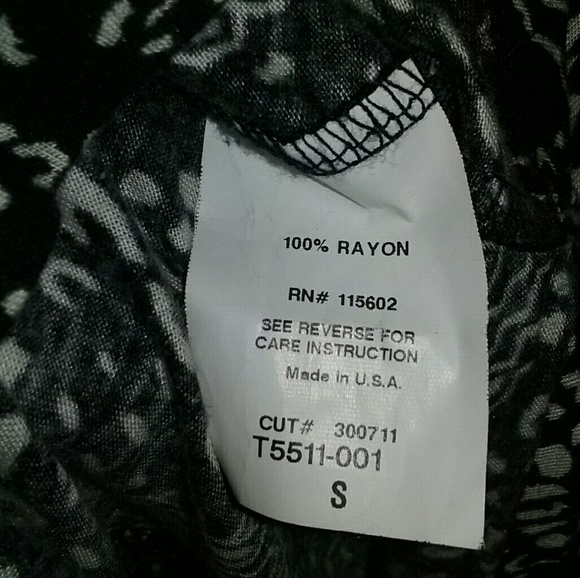 100% RAYON
RN# 115602
SEE REVERSE FOR
CARE INSTRUCTION
Made in U.S.A.
CUT# 300711
T5511-001
S